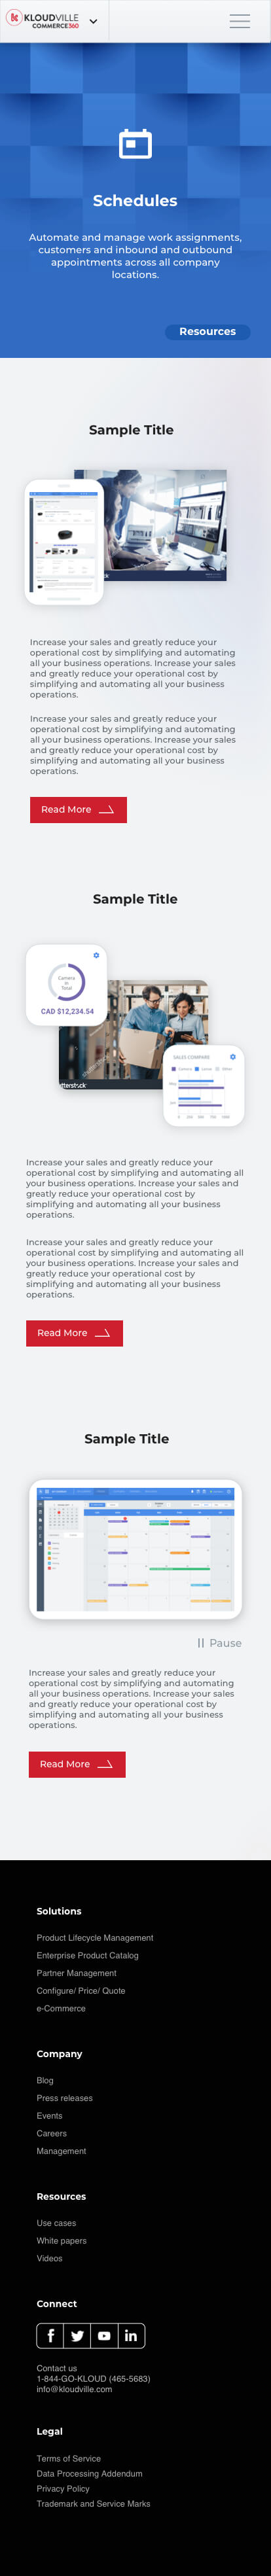 KLOUDVILLE
COMMERCE360
Schedules
Automate and manage work assignments,
customers and inbound and outbound
appointments across all company
locations.
Resources
Sample Title
Increase your sales and greatly reduce your
operational cost by simplifying and automating
all your business operations. Increase your sales
and greatly reduce your operational cost by
simplifying and automating all your business
operations.
Increase your sales and greatly reduce your
operational cost by simplifying and automating
all your business operations. Increase your sales
and greatly reduce your operational cost by
simplifying and automating all your business
operations.
Read More
Sample Title
Camera
in
Total
CAD $12,234.54
SALES COMPARE
Increase your sales and greatly reduce your
operational cost by simplifying and automating all
your business operations. Increase your sales and
greatly reduce your operational cost by
simplifying and automating all your business
operations.
Increase your sales and greatly reduce your
operational cost by simplifying and automating all
your business operations. Increase your sales and
greatly reduce your operational cost by
simplifying and automating all your business
operations.
Read More
Sample Title
Pause
Increase your sales and greatly reduce your
operational cost by simplifying and automating
all your business operations. Increase your sales
and greatly reduce your operational cost by
simplifying and automating all your business
operations.
Read More
Solutions
Product Lifecycle Management
Enterprise Product Catalog
Partner Management
Configure/ Price/ Quote
e-Commerce
Company
Blog
Press releases
Events
Careers
Management
Resources
Use cases
White papers
Videos
Connect
Contact us
1-844-GO-KLOUD (465-5683)
info@kloudville.com
Legal
Terms of Service
Data Processing Addendum
Privacy Policy
Trademark and Service Marks